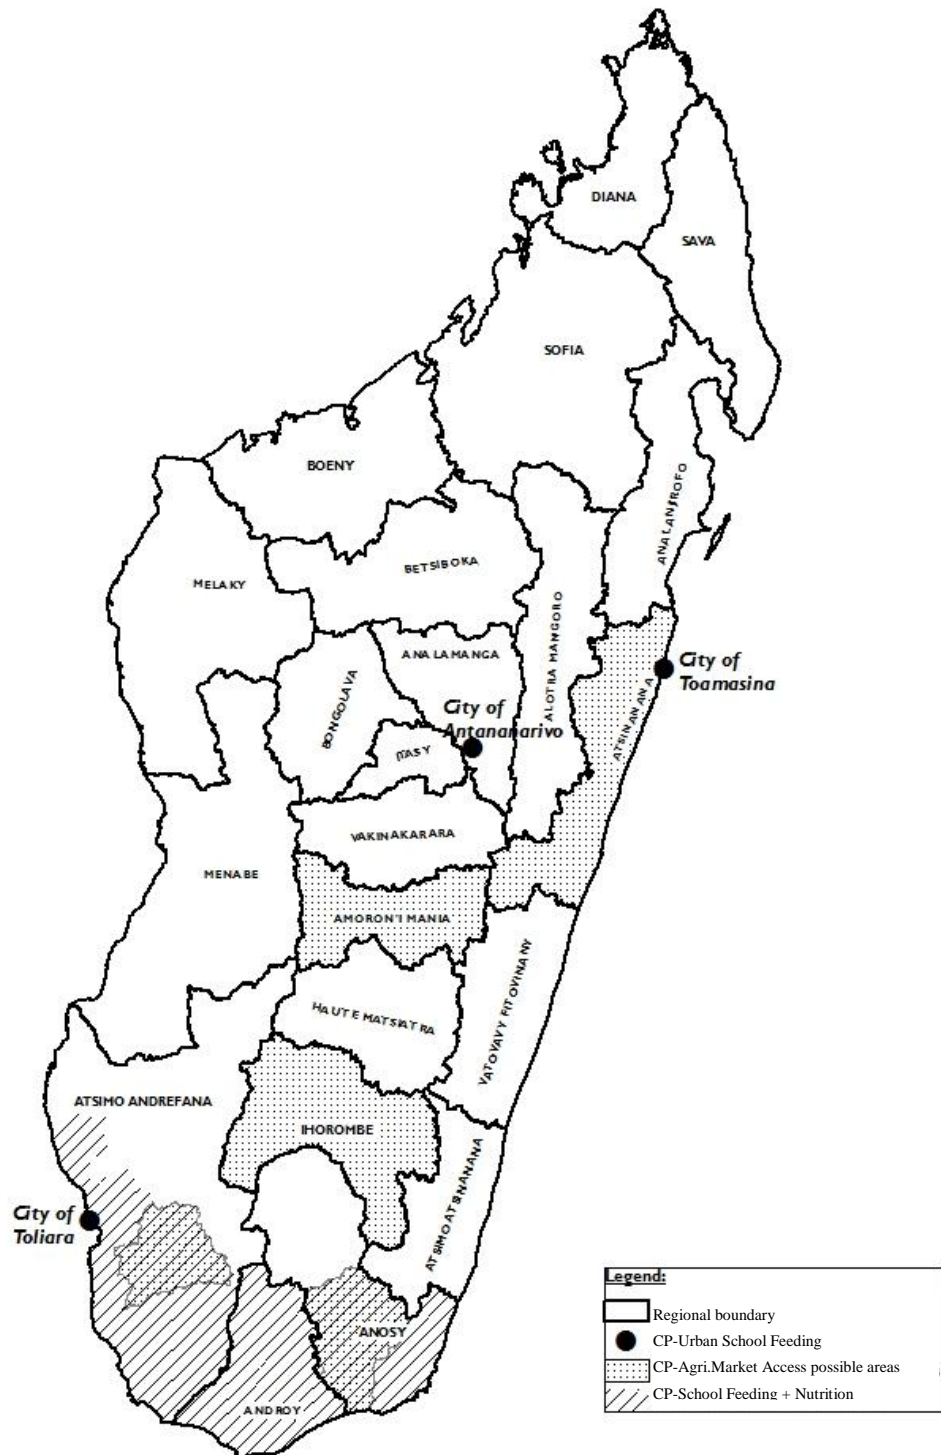 DIANA
SAVA
SOFIA
BOENY
ANALANJIROFO
BETSIBOKA
MELAKY
ALOTRA MANGORO
ANALAMANGA
City of
Toamasina
BONGOLAVA
ATSINANANA
City of
Antananarivo
ITASY
VAKINAKARARA
MENABE
AMORON'I MANIA
HAUTE MATSIATRA
VATOVAVY FITOVINANY
ATSIMO ANDREFANA
IHOROMBE
ATSIMO ATSINANANA
City of
Toliara
ANOSY
ANDROY
Legend:
Regional boundary
CP-Urban School Feeding
CP-Agri.Market Access possible areas
CP-School Feeding + Nutrition